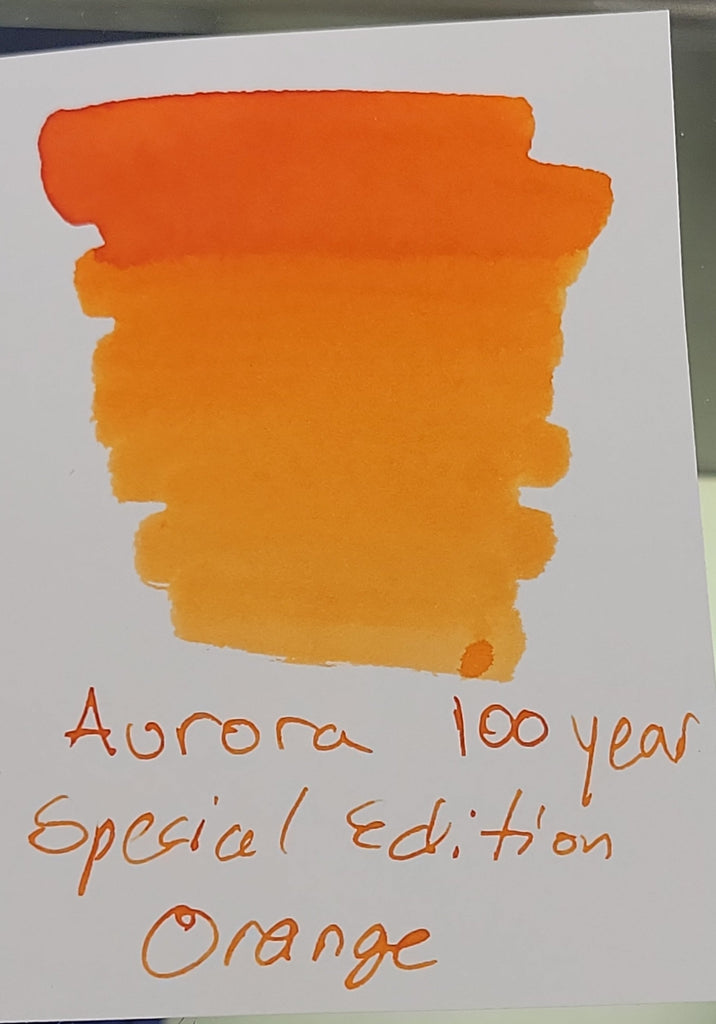 Aurora 100 year
Special Edition
Orange